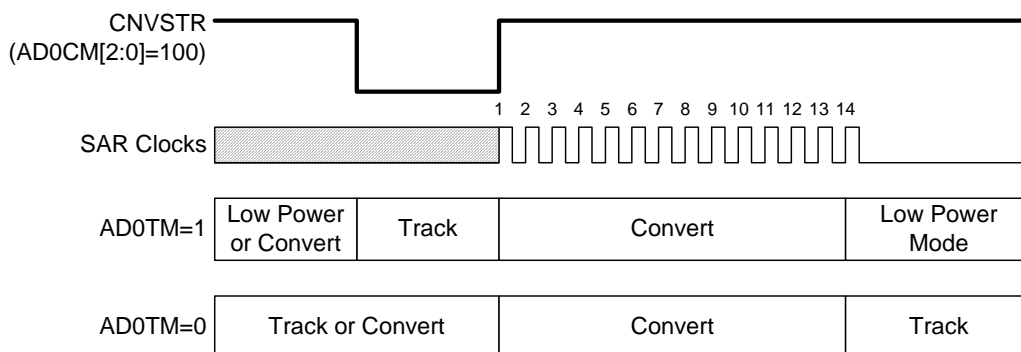 CNVSTR
(AD0CM[2:0]=100)
1 2 3 4 5 6 7 8 9 10 11 12 13 14
SAR Clocks
AD0TM=1
Low Power
or Convert
Track
Convert
Low Power
Mode
AD0TM=0
Track or Convert
Convert
Track